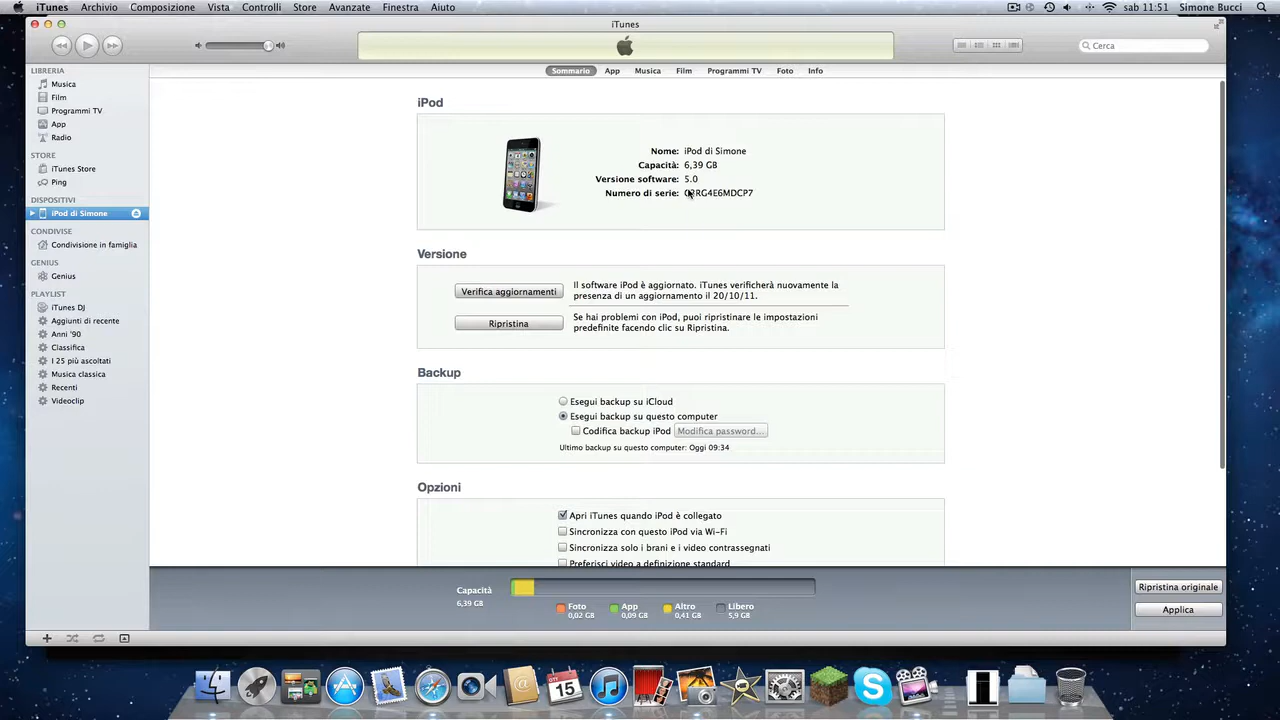 iTunes Archivio Composizione Vista Controlli Store Avanzate Finestra Aiuto sab 11:51 Simone Bucci
iTunes
Cerca
LIBRERIA
Musica
Film
Programmi TV
App
Radio
STORE
iTunes Store
Ping
DISPOSITIVI
iPod di Simone
CONDIVISE
Condivisione in famiglia
GENIUS
Genius
PLAYLIST
iTunes DJ
Aggiunti di recente
Anni '90
Classifica
I 25 più ascoltati
Musica classica
Recenti
Videoclip
Sommario App Musica Film Programmi TV Foto Info
iPod
Nome: iPod di Simone
Capacità: 6,39 GB
Versione software: 5.0
Numero di serie:
Versione
Verifica aggiornamenti
Il software iPod è aggiornato. iTunes verificherà nuovamente la
presenza di un aggiornamento il 20/10/11.
Ripristina
Se hai problemi con iPod, puoi ripristinare le impostazioni
predefinite facendo clic su Ripristina.
Backup
Esegui backup su iCloud
Esegui backup su questo computer
Codifica backup iPod Modifica password...
Ultimo backup su questo computer: Oggi 09:34
Opzioni
Apri iTunes quando iPod è collegato
Sincronizza con questo iPod via Wi-Fi
Sincronizza solo i brani e i video contrassegnati
Preferisci video a definizione standard
Capacità
6,39 GB
Foto
0,02 GB
App
0,09 GB
Altro
0,41 GB
Libero
5,9 GB
Ripristina originale
Applica
OTT
15